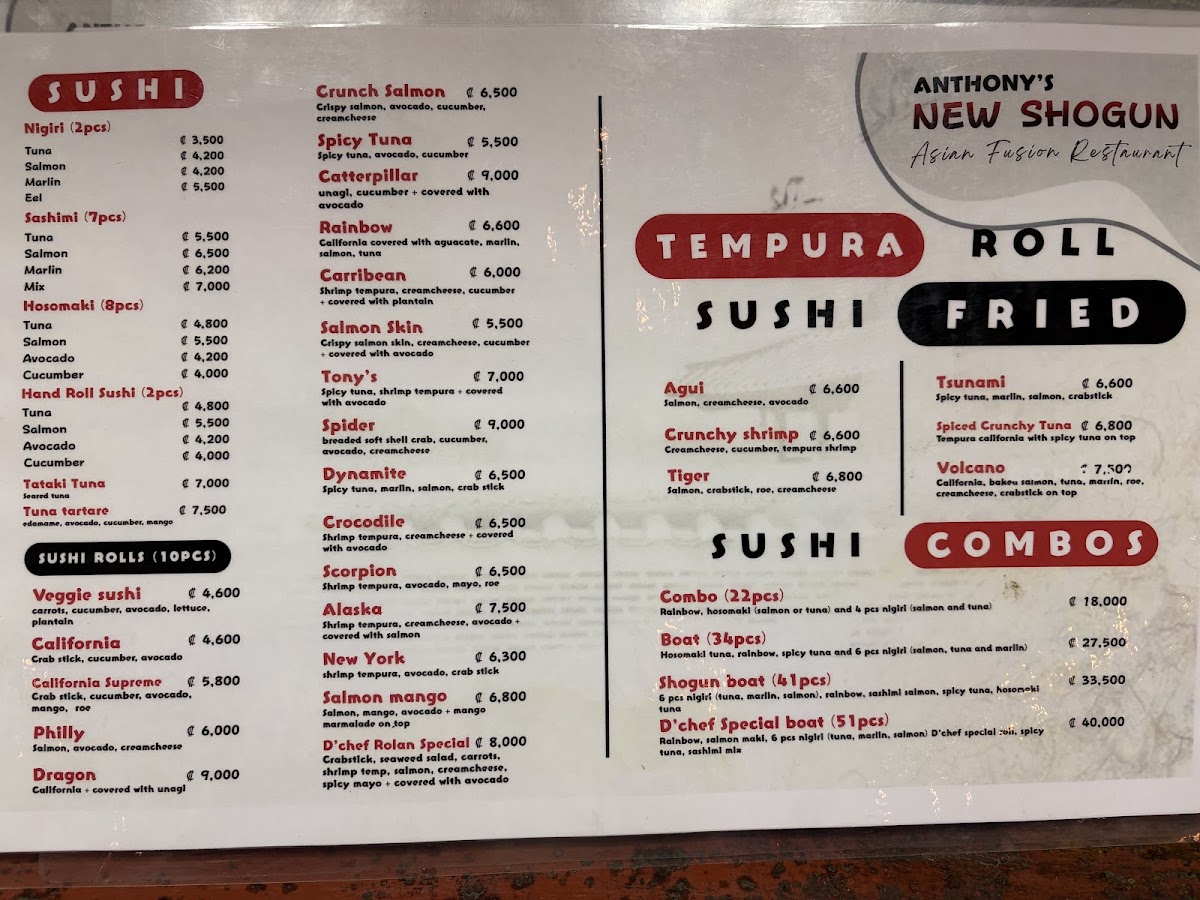 SUSHI
Nigiri (2pcs)
Tuna ₡ 3,500
Salmon ₡ 4,200
Marlin ₡ 4,200
Eel ₡ 5,500
Sashimi (7pcs)
Tuna ₡ 5,500
Salmon ₡ 6,500
Marlin ₡ 6,200
Mix ₡ 7,000
Hosomaki (8pcs)
Tuna ₡ 4,800
Salmon ₡ 5,500
Avocado ₡ 4,200
Cucumber ₡ 4,000
Hand Roll Sushi (2pcs)
Tuna ₡ 4,800
Salmon ₡ 5,500
Avocado ₡ 4,200
Cucumber ₡ 4,000
Tataki Tuna ₡ 7,000
Seared tuna
Tuna tartare ₡ 7,500
edamame, avocado, cucumber, mango
SUSHI ROLLS (10PCS)
Veggie sushi ₡ 4,600
carrots, cucumber, avocado, lettuce,
plantain
California ₡ 4,600
Crab stick, cucumber, avocado
California Supreme ₡ 5,800
Crab stick, cucumber, avocado,
mango, roe
Philly ₡ 6,000
Salmon, avocado, creamcheese
Dragon ₡ 9,000
California + covered with unagi
Crunch Salmon ₡ 6,500
Crispy salmon, avocado, cucumber,
creamcheese
Spicy Tuna ₡ 5,500
Spicy tuna, avocado, cucumber
Catterpillar ₡ 9,000
unagi, cucumber + covered with
avocado
Rainbow ₡ 6,600
California covered with aguacate, marlin,
salmon, tuna
Carribean ₡ 6,000
Shrimp tempura, creamcheese, cucumber
+ covered with plantain
Salmon Skin ₡ 5,500
Crispy salmon skin, creamcheese, cucumber
+ covered with avocado
Tony's ₡ 7,000
Spicy tuna, shrimp tempura + covered
with avocado
Spider ₡ 9,000
breaded soft shell crab, cucumber,
avocado, creamcheese
Dynamite ₡ 6,500
Spicy tuna, marlin, salmon, crab stick
Crocodile ₡ 6,500
Shrimp tempura, creamcheese + covered
with avocado
Scorpion ₡ 6,500
Shrimp tempura, avocado, mayo, roe
Alaska ₡ 7,500
Shrimp tempura, creamcheese, avocado +
covered with salmon
New York ₡ 6,300
shrimp tempura, avocado, crab stick
Salmon mango ₡ 6,800
Salmon, mango, avocado + mango
marmalade on top
D'chef Rolan Special ₡ 8,000
Crabstick, seaweed salad, carrots,
shrimp temp, salmon, creamcheese,
spicy mayo + covered with avocado
ANTHONY'S
NEW SHOGUN
Asian Fusion Restaurant
TEMPURA ROLL
SUSHI FRIED
Agui ₡ 6,600
Salmon, creamcheese, avocado
Crunchy shrimp ₡ 6,600
Creamcheese, cucumber, tempura shrimp
Tiger ₡ 6,800
Salmon, crabstick, roe, creamcheese
Tsunami ₡ 6,600
Spicy tuna, marlin, salmon, crabstick
Spiced Crunchy Tuna ₡ 6,800
Tempura california with spicy tuna on top
Volcano ₡ 7,500
California, baked salmon, tuna, marlin, roe,
creamcheese, crabstick on top
SUSHI COMBOS
Combo (22pcs) ₡ 18,000
Rainbow, hosomaki (salmon or tuna) and 4 pcs nigiri (salmon and tuna)
Boat (34pcs) ₡ 27,500
Hosomaki tuna, rainbow, spicy tuna and 6 pcs nigiri (salmon, tuna and marlin)
Shogun boat (41pcs) ₡ 33,500
6 pcs nigiri (tuna, marlin, salmon), rainbow, sashimi salmon, spicy tuna, hosomaki
tuna
D'chef Special boat (51pcs) ₡ 40,000
Rainbow, salmon maki, 6 pcs nigiri (tuna, marlin, salmon) D'chef special roll, spicy
tuna, sashimi mix